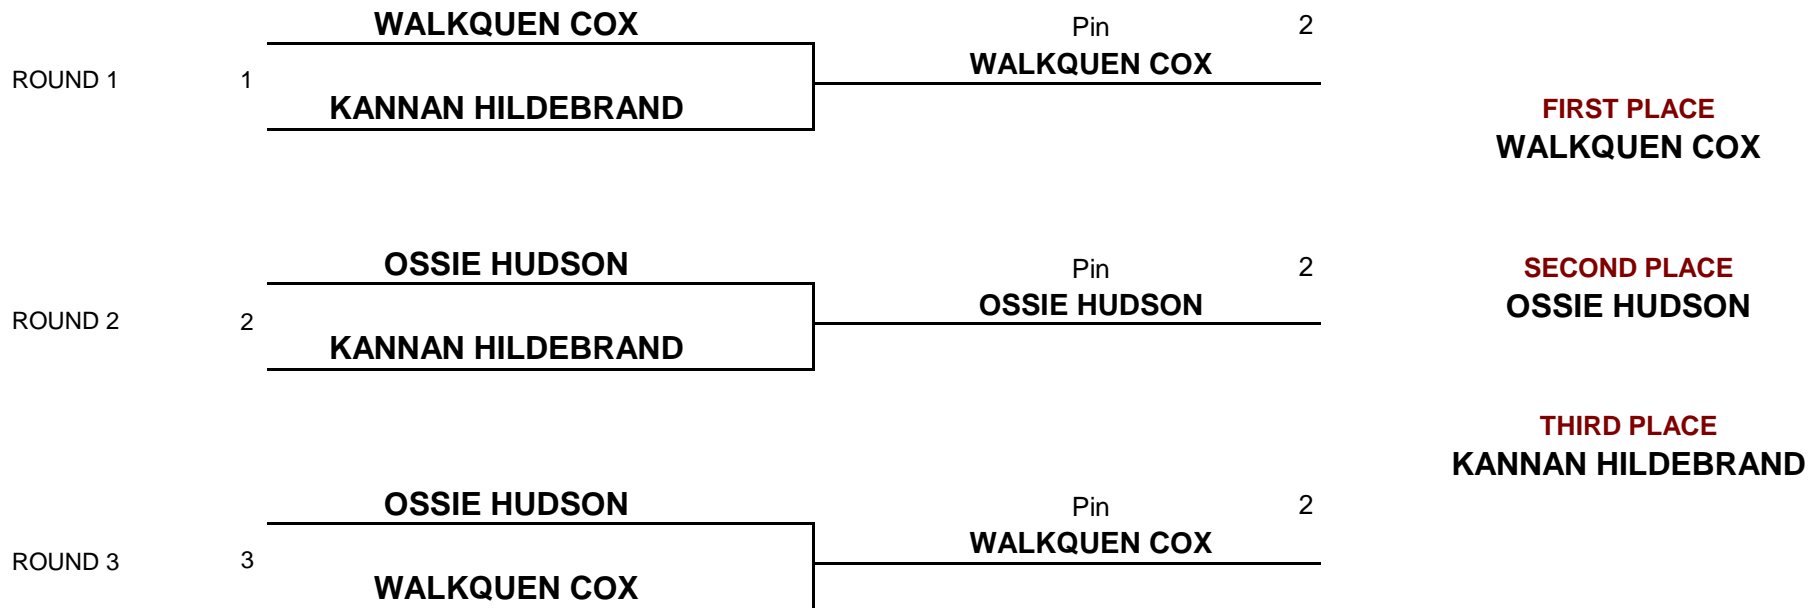 WALKQUEN COX
Pin 2
WALKQUEN COX
ROUND 1 1
KANNAN HILDEBRAND
FIRST PLACE
WALKQUEN COX
OSSIE HUDSON
Pin 2
SECOND PLACE
OSSIE HUDSON
OSSIE HUDSON
ROUND 2 2
KANNAN HILDEBRAND
THIRD PLACE
KANNAN HILDEBRAND
OSSIE HUDSON
Pin 2
WALKQUEN COX
ROUND 3 3
WALKQUEN COX